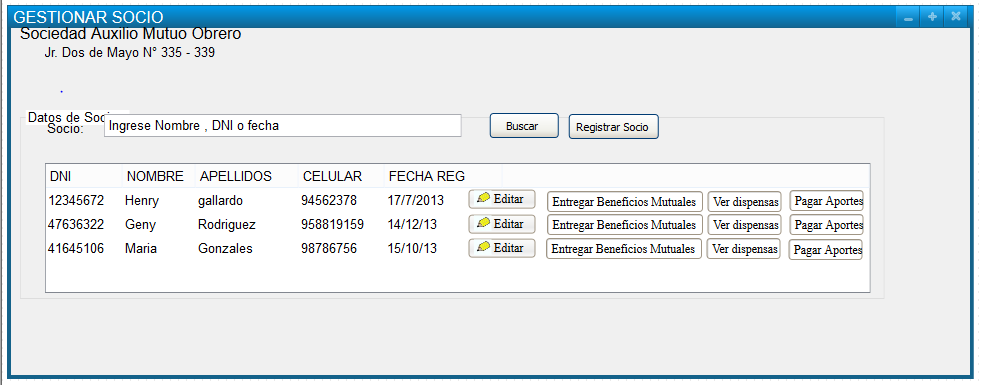 GESTIONAR SOCIO
Sociedad Auxilio Mutuo Obrero
Jr. Dos de Mayo N° 335 - 339
.
Datos de Soc
Socio: Ingrese Nombre , DNI o fecha Buscar Registrar Socio
DNI NOMBRE APELLIDOS CELULAR FECHA REG
12345672 Henry gallardo 94562378 17/7/2013 Editar Entregar Beneficios Mutuales Ver dispensas Pagar Aportes
47636322 Geny Rodriguez 958819159 14/12/13 Editar Entregar Beneficios Mutuales Ver dispensas Pagar Aportes
41645106 Maria Gonzales 98786756 15/10/13 Editar Entregar Beneficios Mutuales Ver dispensas Pagar Aportes